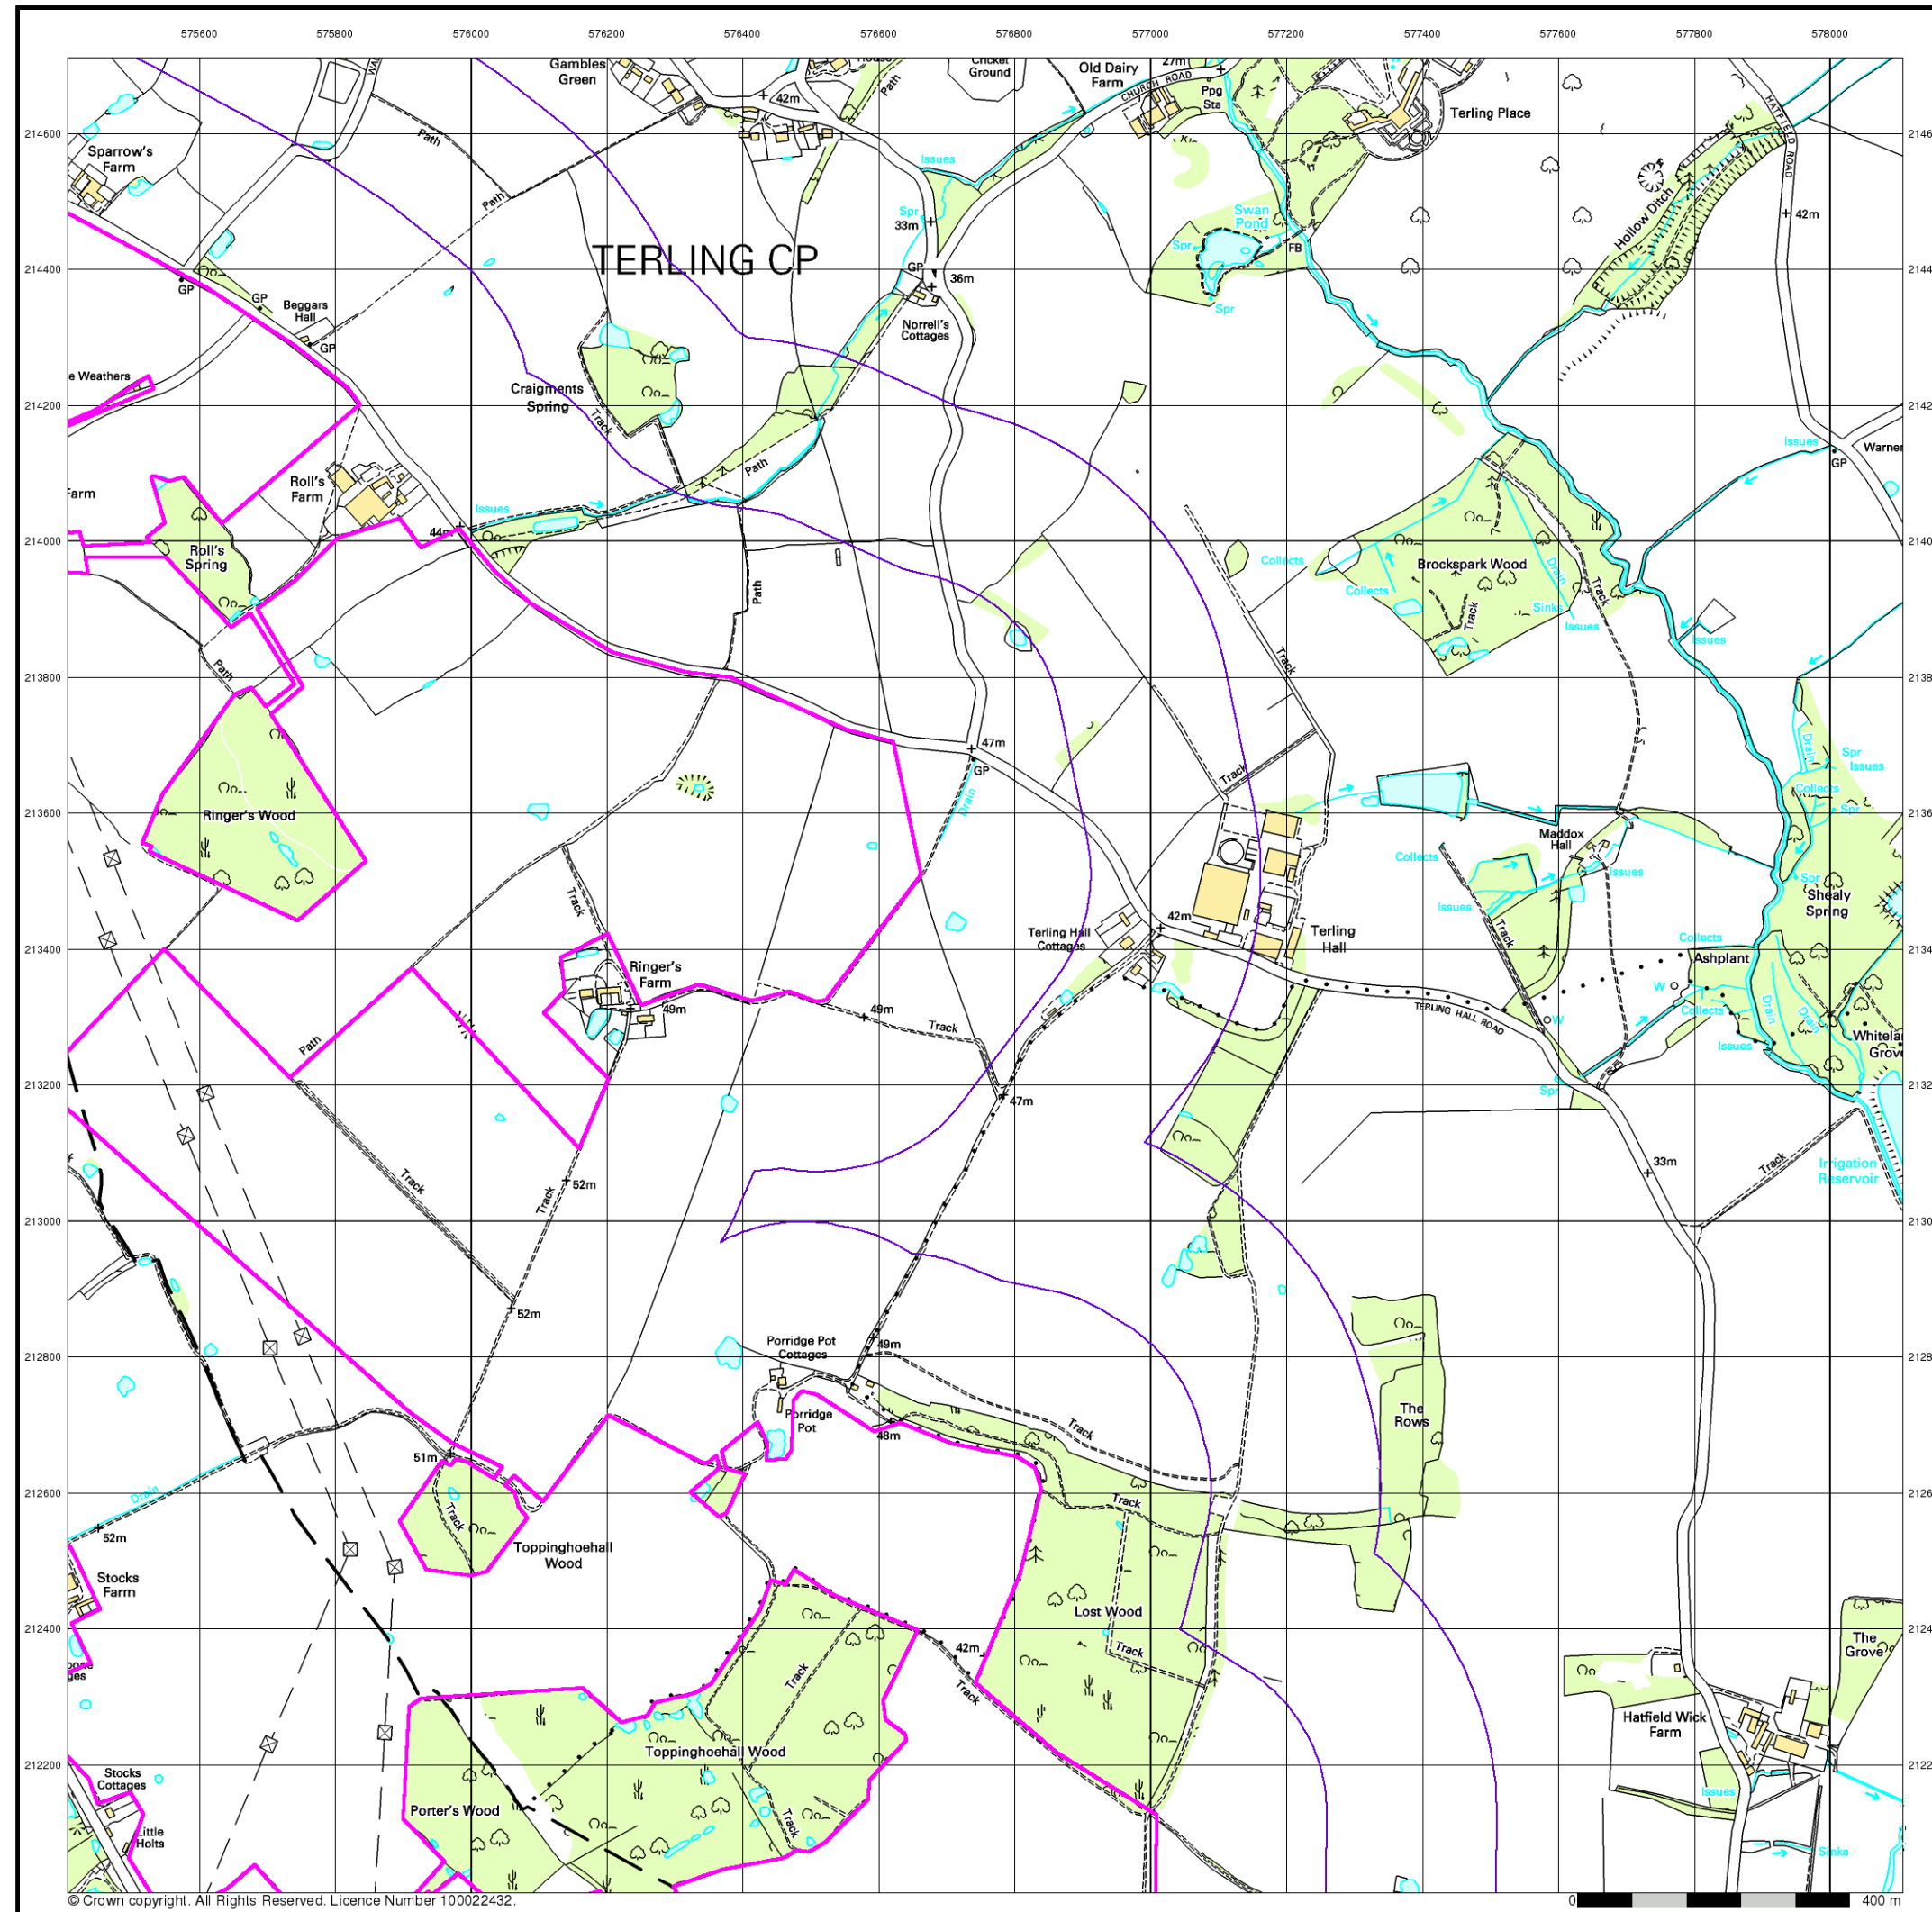 575600 575800 576000 576200 576400 576600 576800 577000 577200 577400 577600 577800 578000
Gambles
Green
Path
Cricket
Ground
Old Dairy
Farm
27m
CHURCH ROAD
Ppg
Sta
Terling Place
HATFIELD ROAD
42m
214600
Sparrow's
Farm
Path
Path
Issues
Spr
33m
Swan
Pond
Spr
FB
Spr
Hollow Ditch
42m
TERLING CP
214400
GP
GP
Beggars
Hall
GP
GP
36m
Norrell's
Cottages
e Weathers
Craigments
Spring
Track
214200
Path
Issues
GP
Warner
Farm
Roll's
Farm
44m
Issues
214000
Roll's
Spring
Path
Collects
Collects
Brockspark Wood
Drain
Sinks
Issues
Track
Track
Issues
Path
213800
Track
47m
GP
Drain
Track
Drain
Spr
Issues
Collects
Spr
213600
Ringer's Wood
Maddox
Hall
Collects
Issues
Issues
Spr
Shealy
Spring
Track
Track
213400
Terling Hall
Cottages
42m
Terling
Hall
Collects
Ashplant
W
Collects
W
Drain
Drain
Issues
Ringer's
Farm
49m
49m
Track
TERLING HALL ROAD
Path
213200
47m
Spr
33m
Track
Irrigation
Reservoir
Track
Track
52m
213000
52m
212800
Porridge Pot
Cottages
49m
Porridge
Pot
48m
Track
The
Rows
51m
212600
Drain
52m
Track
Toppinghoehall
Wood
Track
Stocks
Farm
212400
Lost Wood
Track
42m
Track
Track
The
Grove
Hatfield Wick
Farm
212200
Stocks
Cottages
Toppinghoehall Wood
Porter's Wood
Track
Issues
Little
Holts
Sinks
© Crown copyright. All Rights Reserved. Licence Number 100022432.
0 400 m